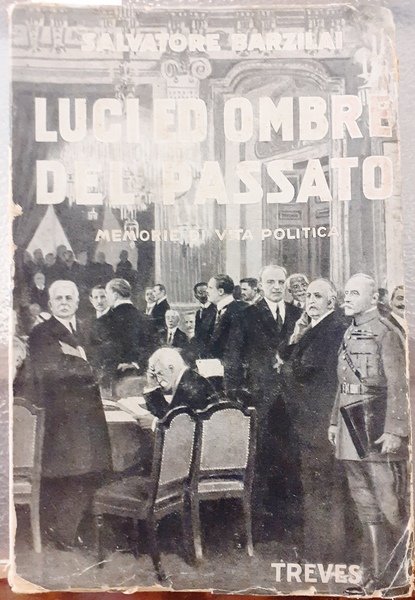 SALVATORE BARZILAI
LUCI ED OMBRE
DEL PASSATO
MEMORIE DI VITA POLITICA
TREVES